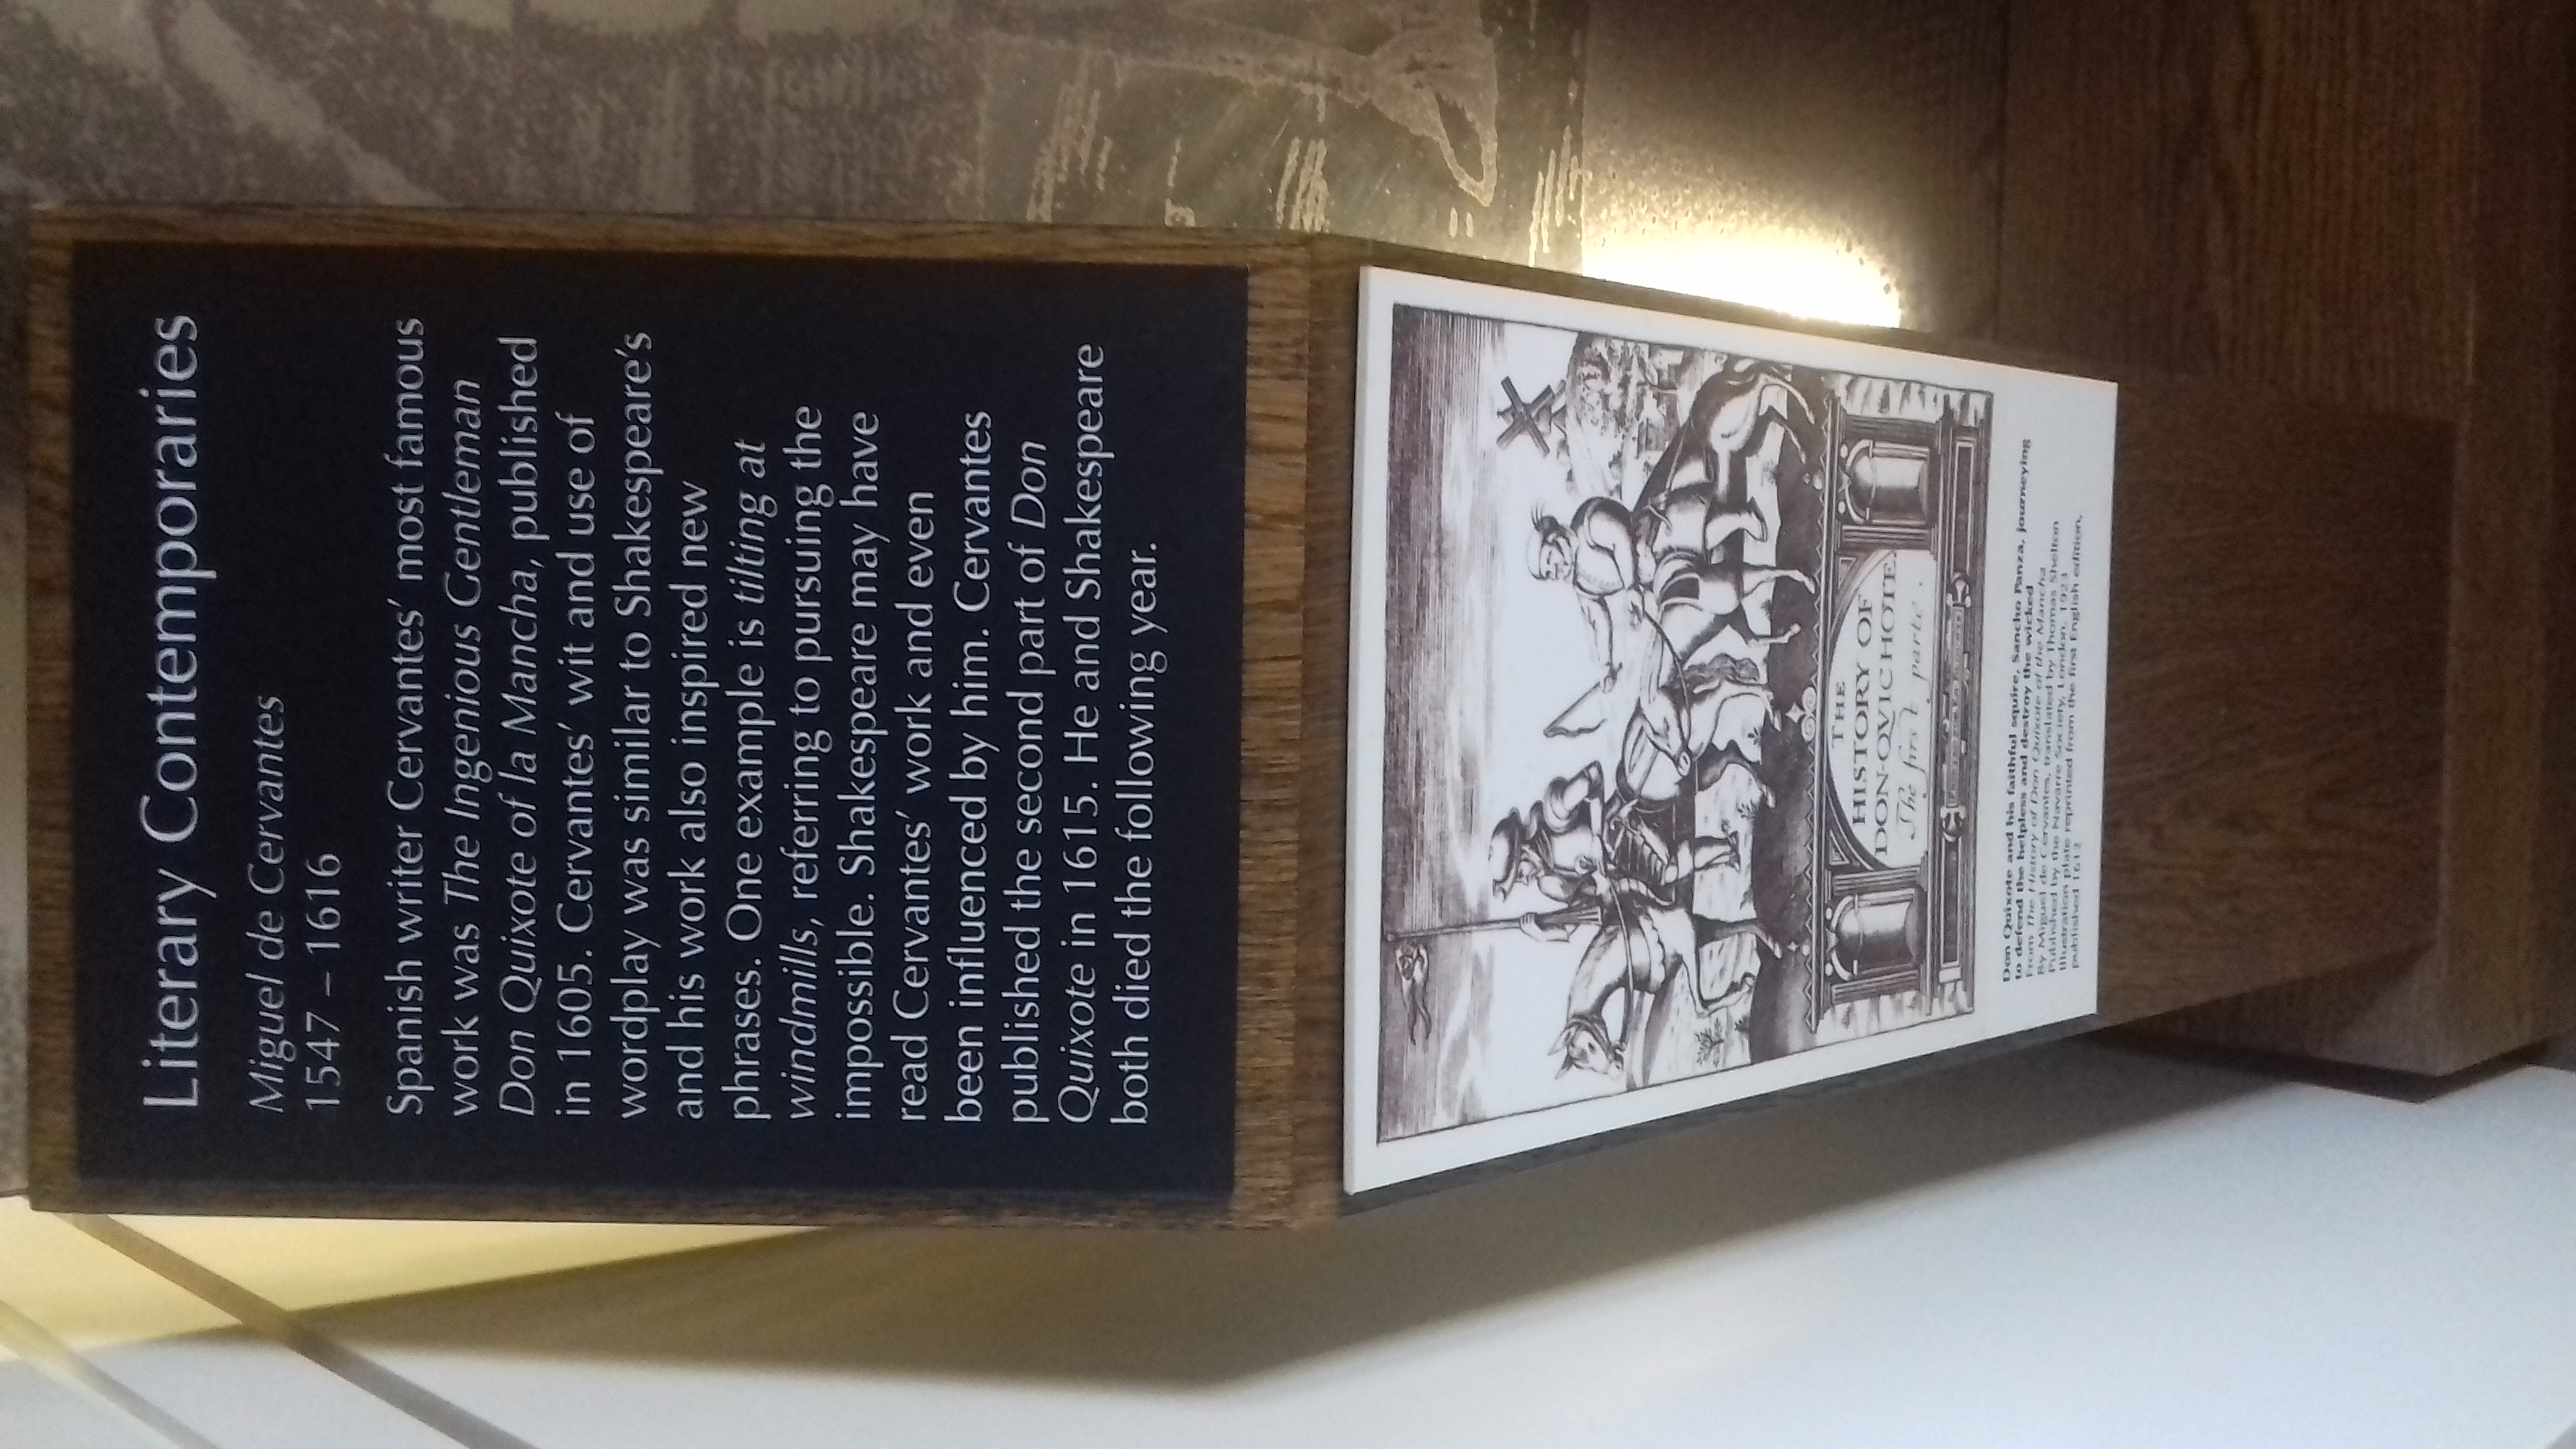 Literary Contemporaries
Miguel de Cervantes
1547 – 1616
Spanish writer Cervantes' most famous
work was The Ingenious Gentleman
Don Quixote of la Mancha, published
in 1605. Cervantes' wit and use of
wordplay was similar to Shakespeare's
and his work also inspired new
phrases. One example is tilting at
windmills, referring to pursuing the
impossible. Shakespeare may have
read Cervantes' work and even
been influenced by him. Cervantes
published the second part of Don
Quixote in 1615. He and Shakespeare
both died the following year.
THE
HISTORY OF
DON·QVICHOTE
The first parte
Don Quixote and his faithful squire, Sancho Panza, journeying
to defend the helpless and destroy the wicked
From The History of Don Quixote of the Mancha
By Miguel de Cervantes, translated by Thomas Shelton
Published by the Navarre Society, London, 1923
Illustration plate reprinted from the first English edition,
published 1612